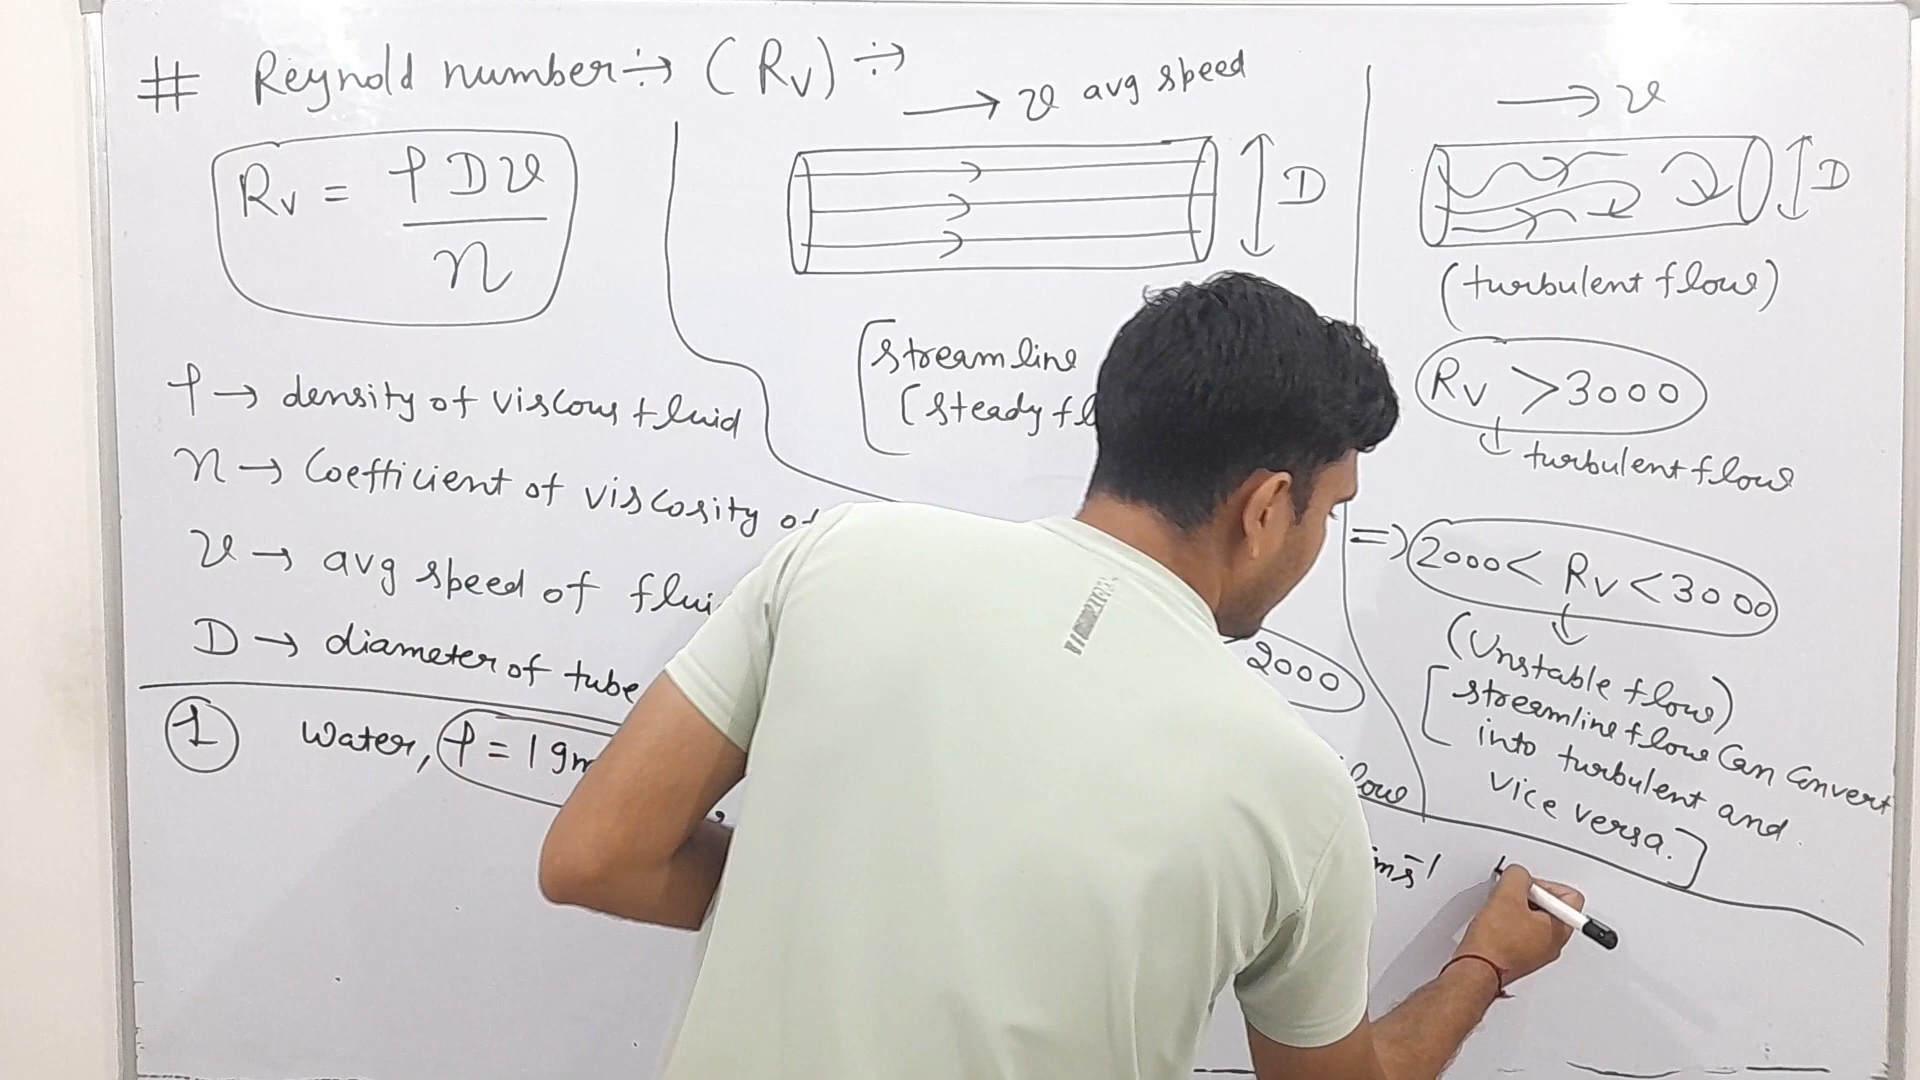 # Reynold number ÷→ (Rv) ÷→
Rv = ρDv/η
ρ → density of viscous fluid
η → Coefficient of viscosity of
v → avg speed of
D → diameter of tube
→ v avg speed
D
streamline
(steady
2000
→ v
D
(turbulent flow)
Rv > 3000
↓ turbulent flow
=> 2000 < Rv < 3000
↓
(Unstable flow)
[streamline flow Can Convert
into turbulent and
vice versa.]
① Water, ρ = 1 gm
ms⁻¹